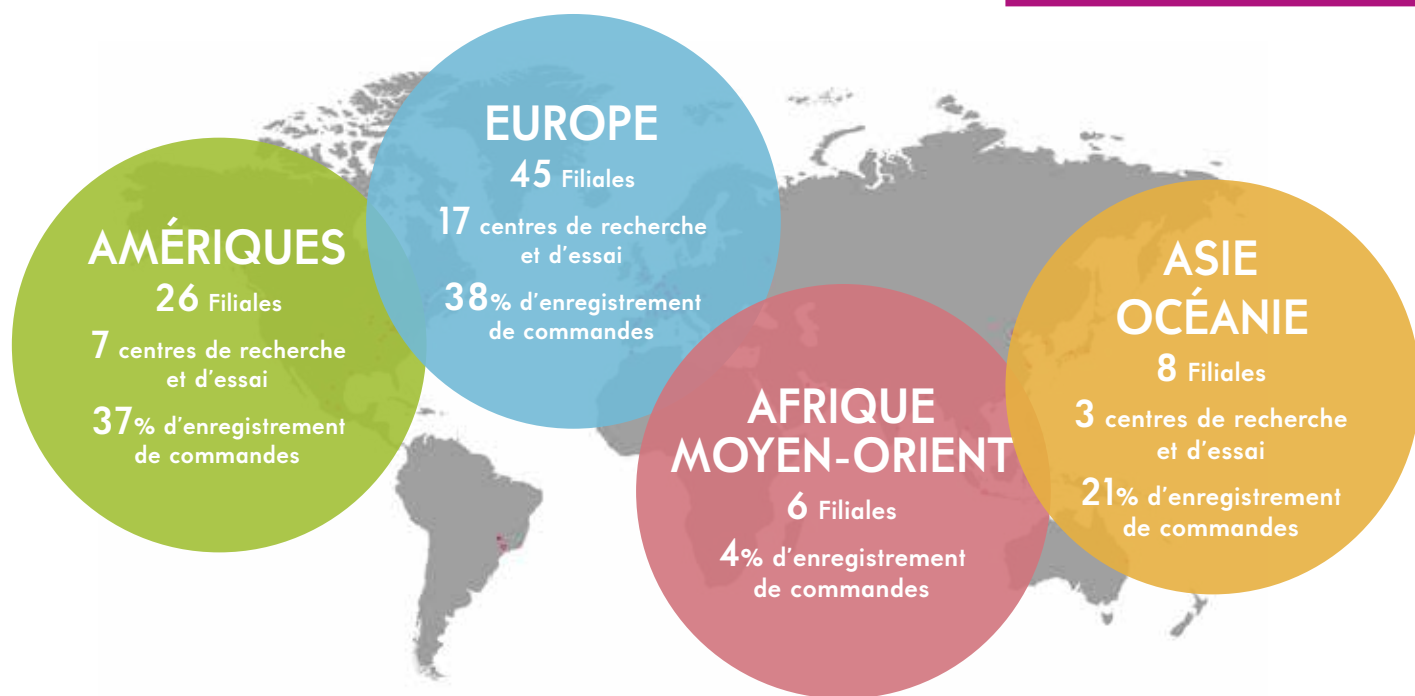 AMÉRIQUES
26 Filiales
7 centres de recherche
et d'essai
37% d'enregistrement
de commandes
EUROPE
45 Filiales
17 centres de recherche
et d'essai
38% d'enregistrement
de commandes
AFRIQUE
MOYEN-ORIENT
6 Filiales
4% d'enregistrement
de commandes
ASIE
OCÉANIE
8 Filiales
3 centres de recherche
et d'essai
21% d'enregistrement
de commandes